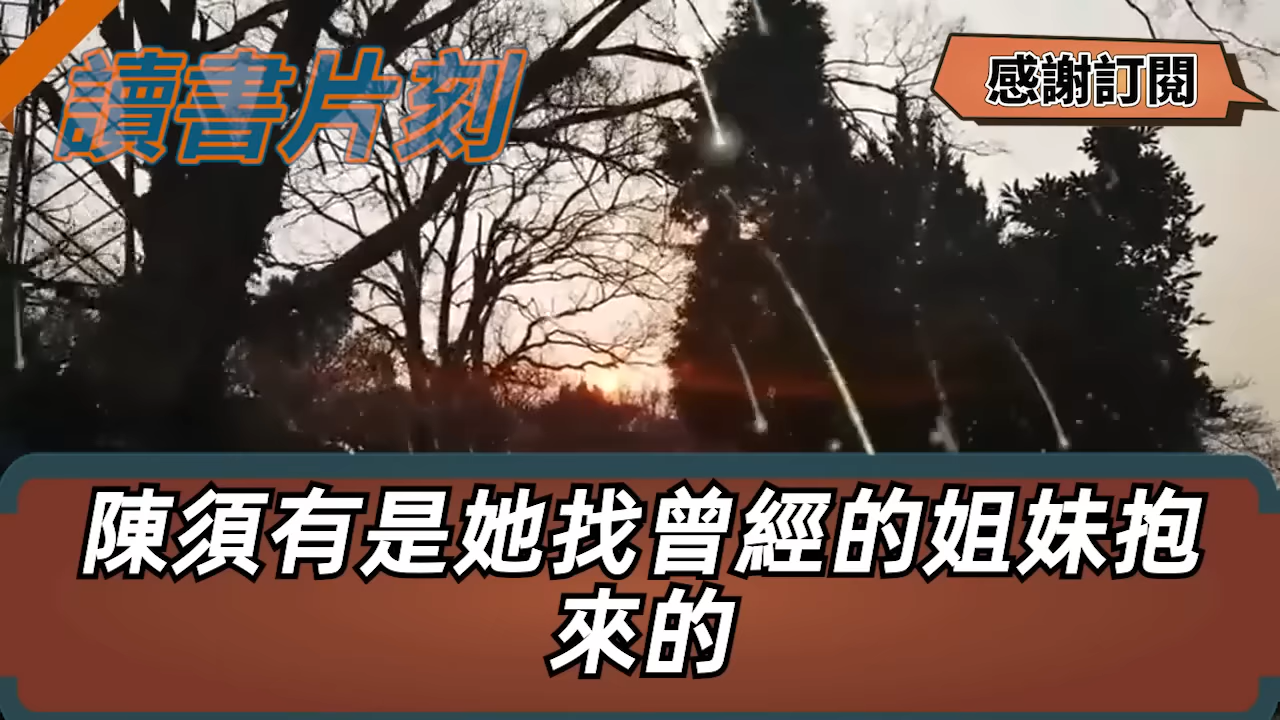 讀書片刻
感謝訂閱
陳須有是她找曾經的姐妹抱
來的